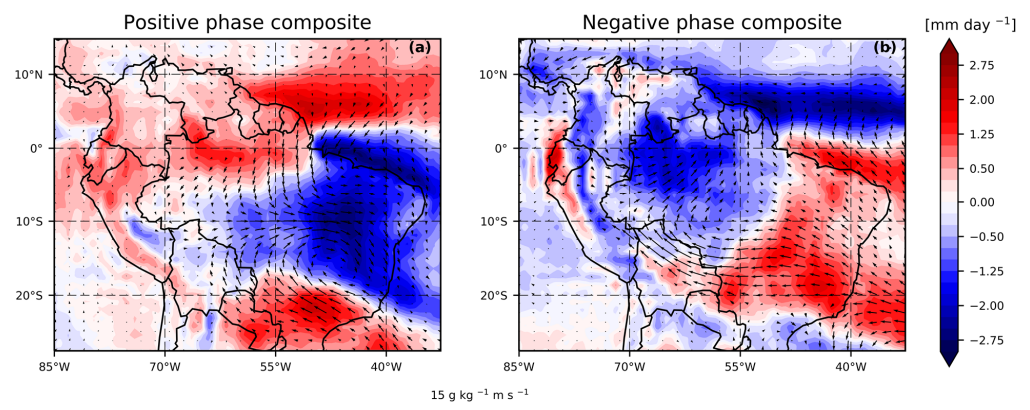 Positive phase composite
Negative phase composite
[mm day ⁻¹]
(a)
(b)
10°N
0°
10°S
20°S
85°W
70°W
55°W
40°W
10°N
0°
10°S
20°S
85°W
70°W
55°W
40°W
2.75
2.00
1.25
0.50
0.00
−0.50
−1.25
−2.00
−2.75
15 g kg ⁻¹ m s ⁻¹